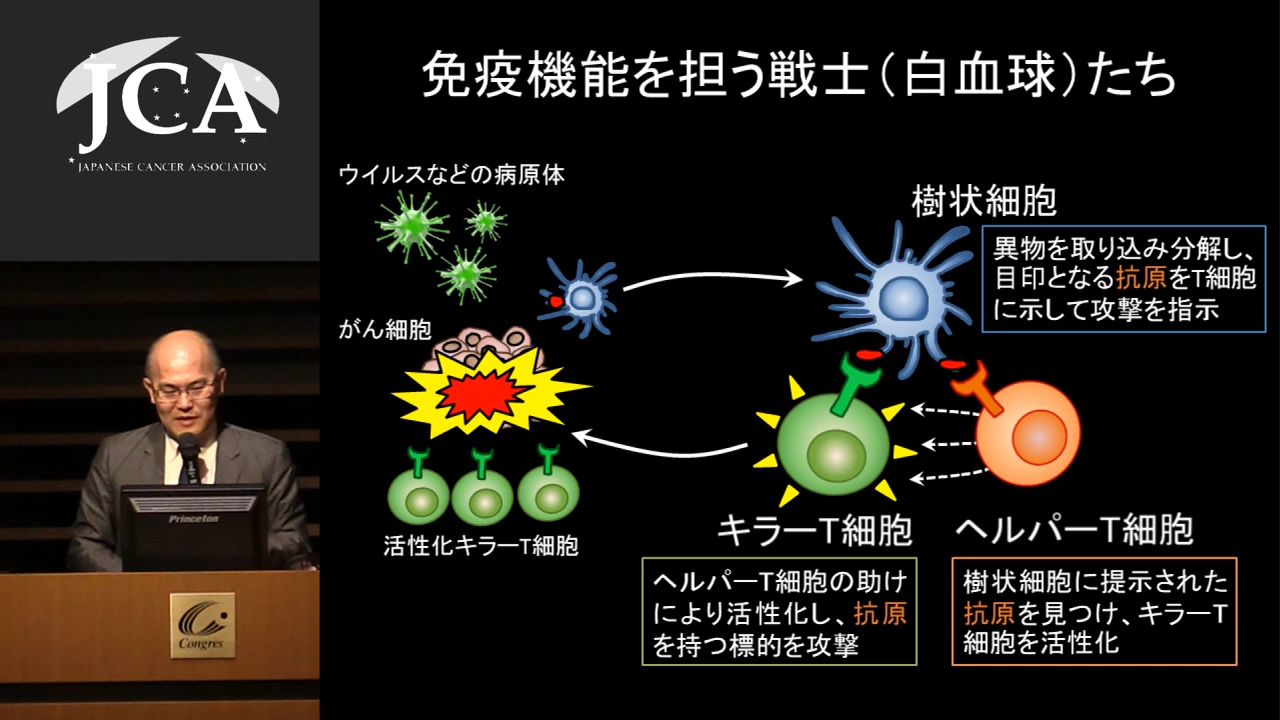 JCA
JAPANESE CANCER ASSOCIATION
免疫機能を担う戦士（白血球）たち
ウイルスなどの病原体
樹状細胞
異物を取り込み分解し、
目印となる抗原をT細胞
に示して攻撃を指示
がん細胞
活性化キラーT細胞
キラーT細胞
ヘルパーT細胞
ヘルパーT細胞の助け
により活性化し、抗原
を持つ標的を攻撃
樹状細胞に提示された
抗原を見つけ、キラーT
細胞を活性化
Princeton
Congrès